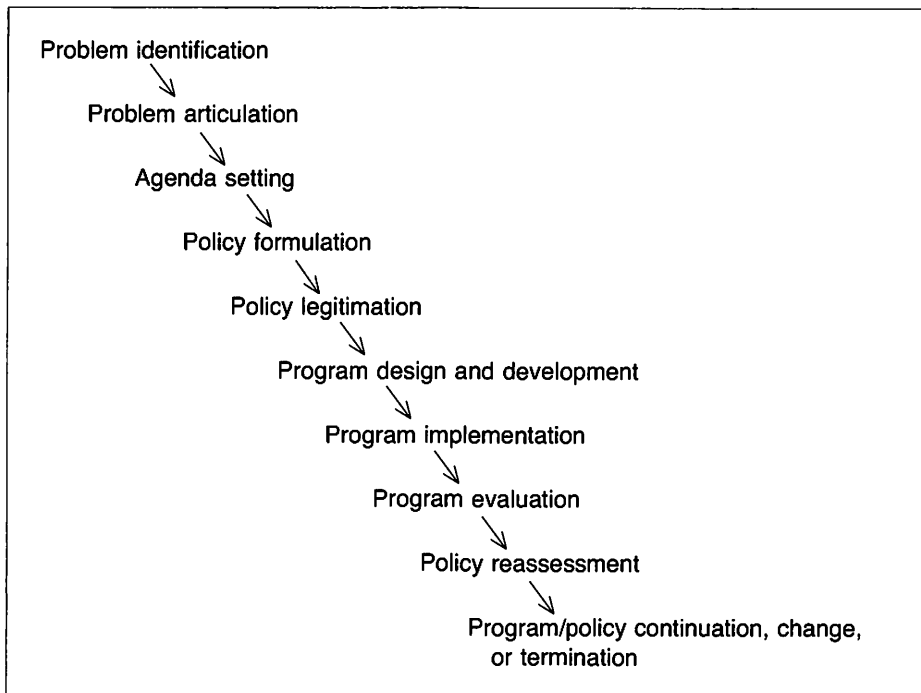 Problem identification
Problem articulation
Agenda setting
Policy formulation
Policy legitimation
Program design and development
Program implementation
Program evaluation
Policy reassessment
Program/policy continuation, change,
or termination